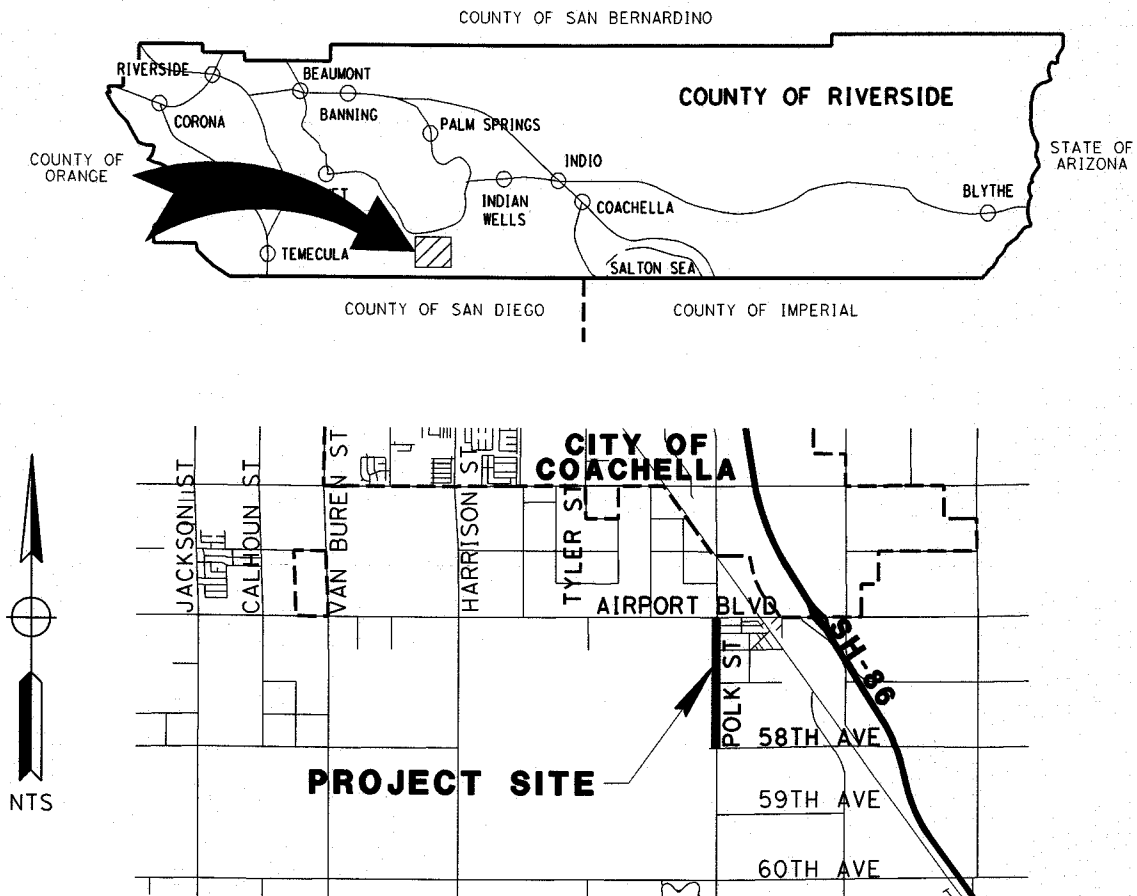 COUNTY OF SAN BERNARDINO
RIVERSIDE
BEAUMONT
COUNTY OF RIVERSIDE
CORONA
BANNING
PALM SPRINGS
COUNTY OF
ORANGE
STATE OF
ARIZONA
INDIO
BLYTHE
INDIAN
WELLS
COACHELLA
TEMECULA
SALTON SEA
COUNTY OF SAN DIEGO
COUNTY OF IMPERIAL
CITY OF
COACHELLA
JACKSON ST
CALHOUN ST
VAN BUREN ST
HARRISON ST
TYLER ST
AIRPORT BLVD
SH-86
POLK ST
58TH AVE
PROJECT SITE
59TH AVE
60TH AVE
NTS